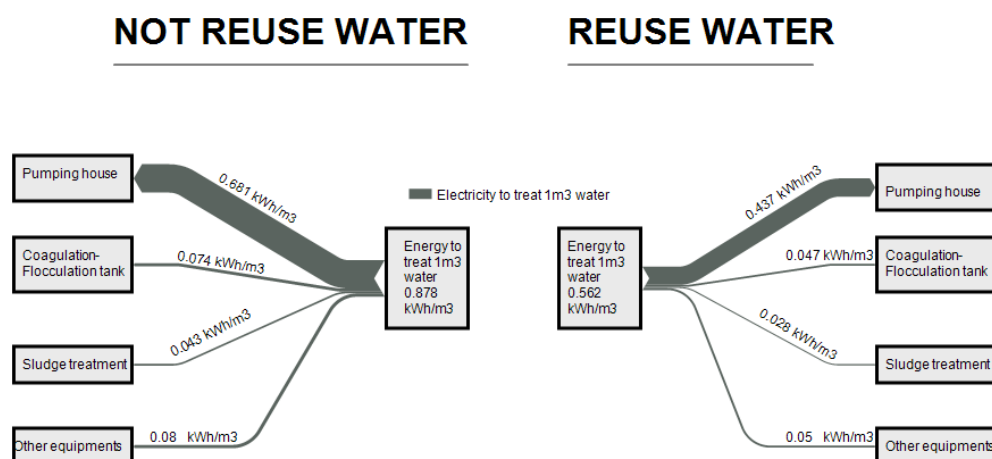 NOT REUSE WATER
REUSE WATER
Pumping house
0.681 kWh/m3
Electricity to treat 1m3 water
0.437 kWh/m3
Pumping house
Coagulation-
Flocculation tank
0.074 kWh/m3
Energy to
treat 1m3
water
0.878
kWh/m3
Energy to
treat 1m3
water
0.562
kWh/m3
0.047 kWh/m3
Coagulation-
Flocculation tank
Sludge treatment
0.043 kWh/m3
0.028 kWh/m3
Sludge treatment
Other equipments
0.08 kWh/m3
0.05 kWh/m3
Other equipments